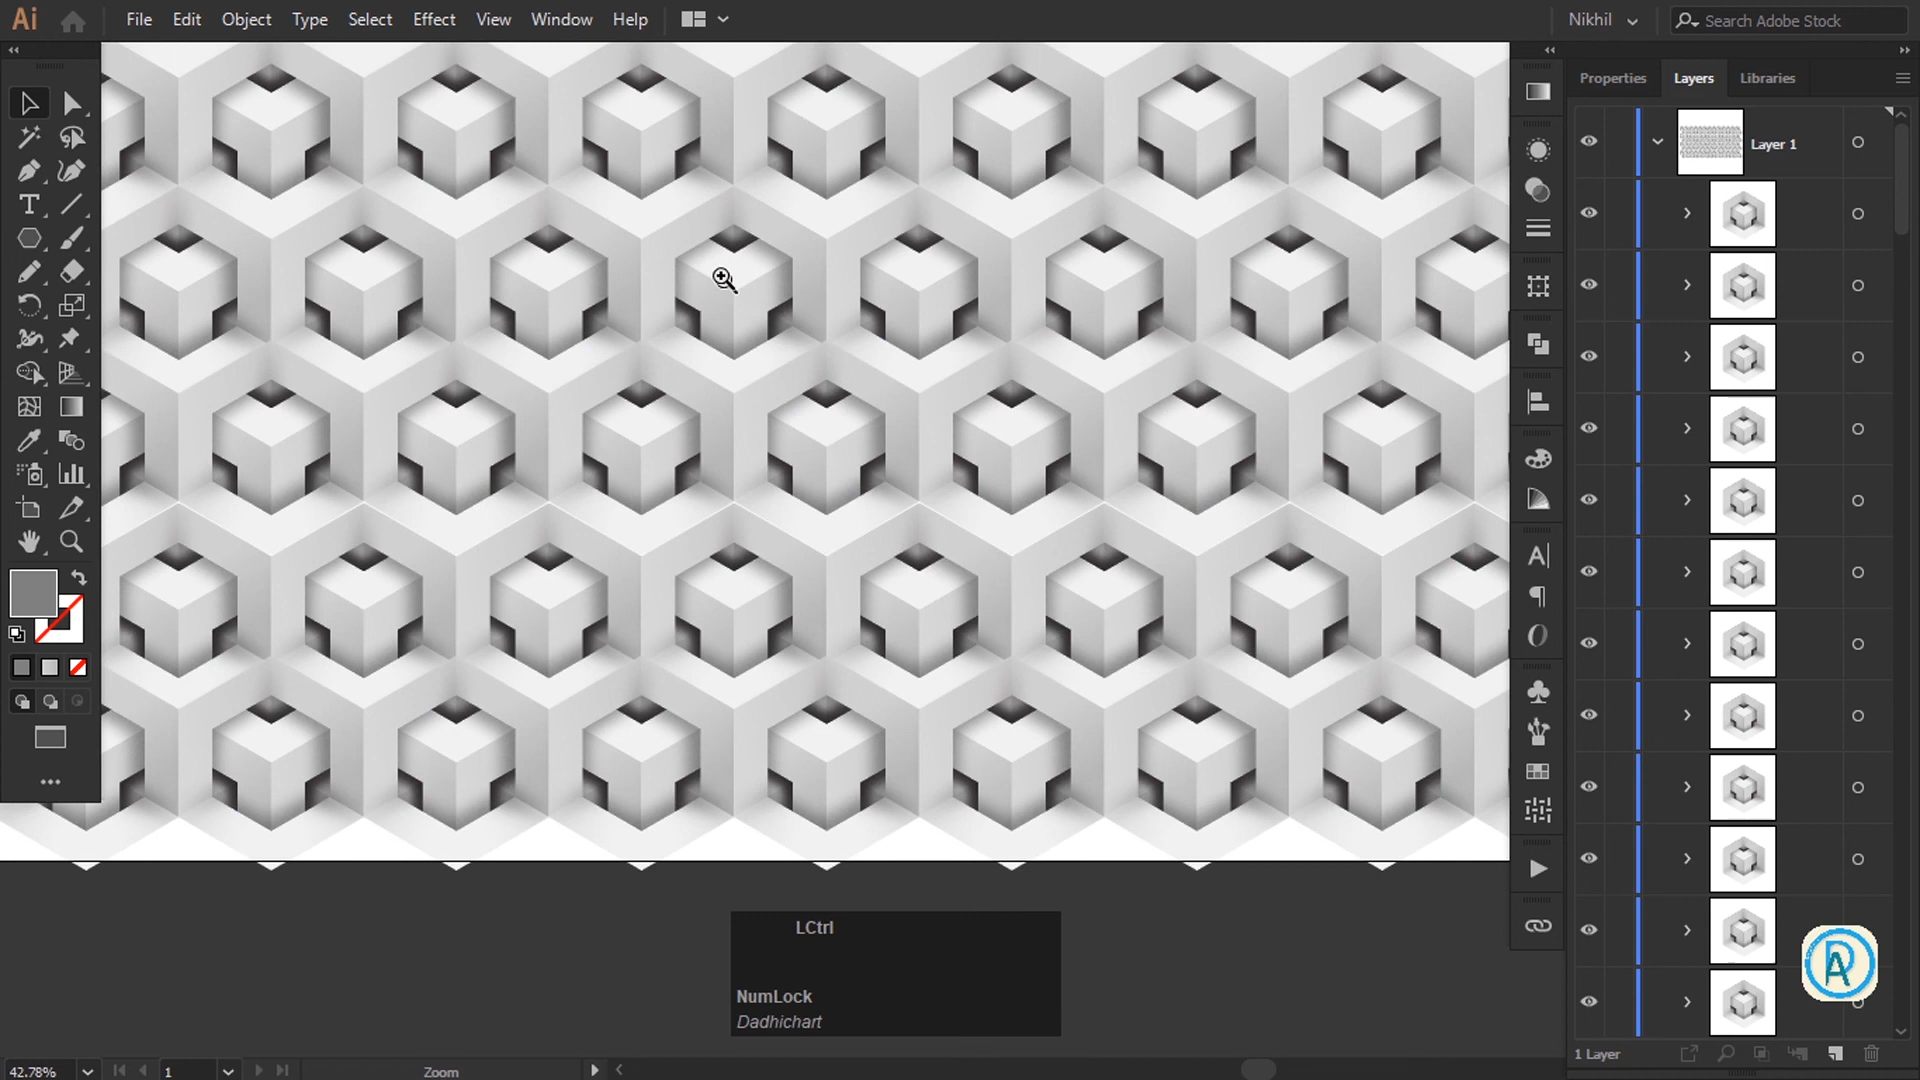 Ai File Edit Object Type Select Effect View Window Help Nikhil Search Adobe Stock
Properties Layers Libraries
Layer 1
LCtrl
NumLock
Dadhichart
1 Layer
42.78% 1 Zoom